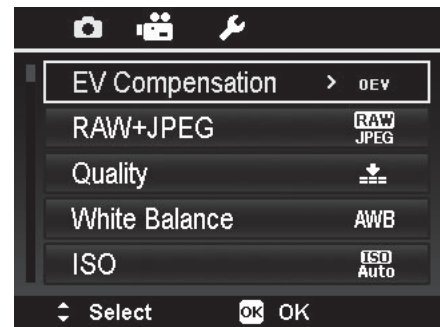 EV Compensation > 0EV
RAW+JPEG RAW JPEG
Quality
White Balance AWB
ISO ISO Auto
Select OK OK